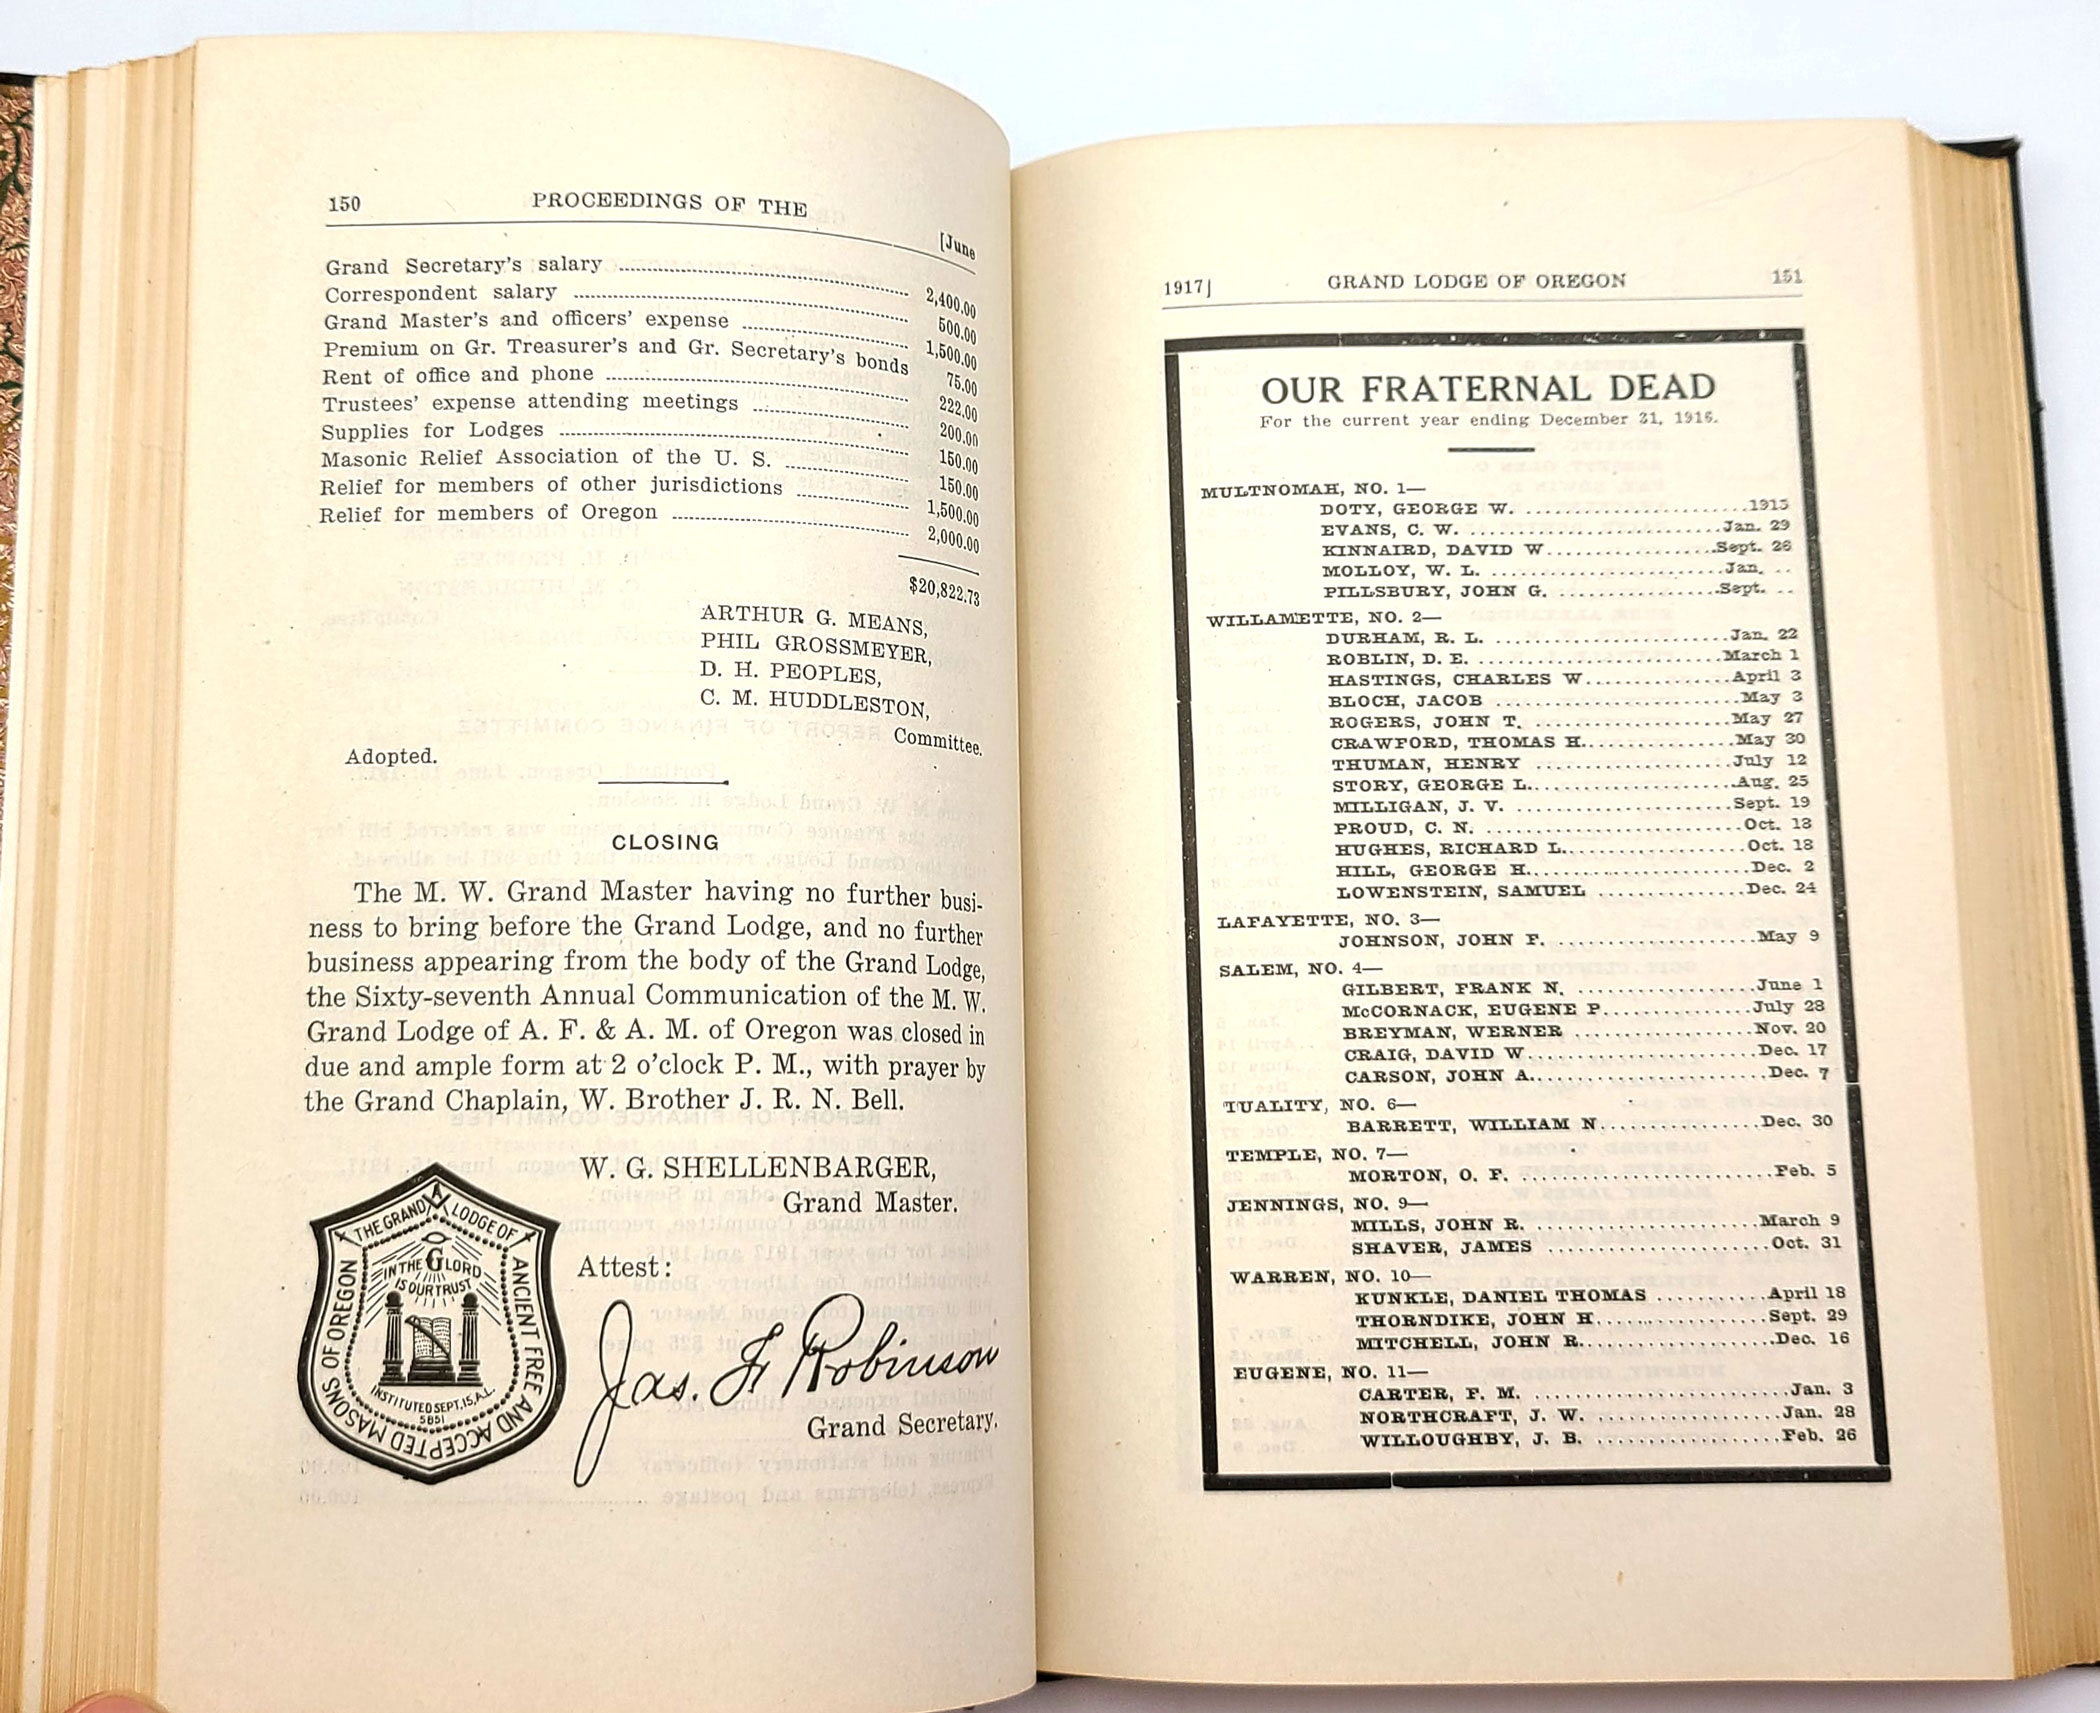 150 PROCEEDINGS OF THE
[June
Grand Secretary's salary ........ 2,400.00
Correspondent salary ........ 500.00
Grand Master's and officers' expense ........ 1,500.00
Premium on Gr. Treasurer's and Gr. Secretary's bonds 75.00
Rent of office and phone ........ 222.00
Trustees' expense attending meetings ........ 200.00
Supplies for Lodges ........ 150.00
Masonic Relief Association of the U. S. ........ 150.00
Relief for members of other jurisdictions ........ 1,500.00
Relief for members of Oregon ........ 2,000.00
$20,822.73
ARTHUR G. MEANS,
PHIL GROSSMEYER,
D. H. PEOPLES,
C. M. HUDDLESTON,
Committee.
Adopted.
CLOSING
The M. W. Grand Master having no further busi-
ness to bring before the Grand Lodge, and no further
business appearing from the body of the Grand Lodge,
the Sixty-seventh Annual Communication of the M. W.
Grand Lodge of A. F. & A. M. of Oregon was closed in
due and ample form at 2 o'clock P. M., with prayer by
the Grand Chaplain, W. Brother J. R. N. Bell.
W. G. SHELLENBARGER,
Grand Master.
THE GRAND LODGE OF ANCIENT FREE AND ACCEPTED MASONS OF OREGON
G
IN THE LORD
IS OUR TRUST
INSTITUTED SEPT. 15, A.L.
5851
Attest:
Jas. F. Robinson
Grand Secretary.
1917] GRAND LODGE OF OREGON 151
OUR FRATERNAL DEAD
For the current year ending December 31, 1916.
MULTNOMAH, NO. 1—
DOTY, GEORGE W. ........ 1915
EVANS, C. W. ........ Jan. 29
KINNAIRD, DAVID W. ........ Sept. 26
MOLLOY, W. L. ........ Jan. ..
PILLSBURY, JOHN G. ........ Sept. ..
WILLAMETTE, NO. 2—
DURHAM, R. L. ........ Jan. 22
ROBLIN, D. E. ........ March 1
HASTINGS, CHARLES W. ........ April 3
BLOCH, JACOB ........ May 3
ROGERS, JOHN T. ........ May 27
CRAWFORD, THOMAS H. ........ May 30
THUMAN, HENRY ........ July 12
STORY, GEORGE L. ........ Aug. 25
MILLIGAN, J. V. ........ Sept. 19
PROUD, C. N. ........ Oct. 13
HUGHES, RICHARD L. ........ Oct. 18
HILL, GEORGE H. ........ Dec. 2
LOWENSTEIN, SAMUEL ........ Dec. 24
LAFAYETTE, NO. 3—
JOHNSON, JOHN F. ........ May 9
SALEM, NO. 4—
GILBERT, FRANK N. ........ June 1
McCORNACK, EUGENE P. ........ July 28
BREYMAN, WERNER ........ Nov. 20
CRAIG, DAVID W. ........ Dec. 17
CARSON, JOHN A. ........ Dec. 7
TUALITY, NO. 6—
BARRETT, WILLIAM N. ........ Dec. 30
TEMPLE, NO. 7—
MORTON, O. F. ........ Feb. 5
JENNINGS, NO. 9—
MILLS, JOHN R. ........ March 9
SHAVER, JAMES ........ Oct. 31
WARREN, NO. 10—
KUNKLE, DANIEL THOMAS ........ April 18
THORNDIKE, JOHN H. ........ Sept. 29
MITCHELL, JOHN R. ........ Dec. 16
EUGENE, NO. 11—
CARTER, F. M. ........ Jan. 3
NORTHCRAFT, J. W. ........ Jan. 28
WILLOUGHBY, J. B. ........ Feb. 26